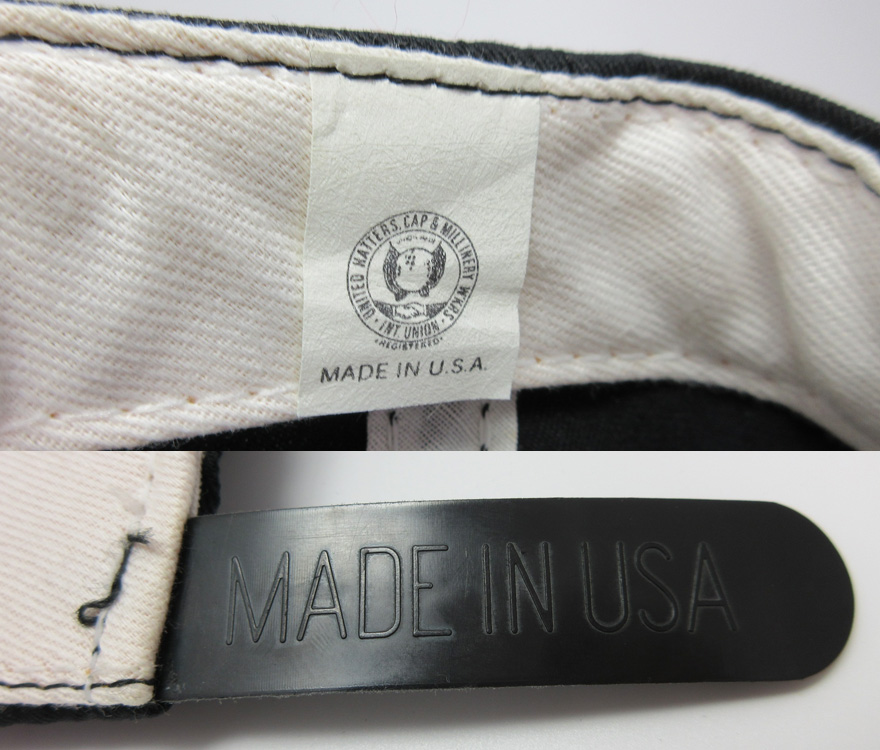 UNITED HATTERS, CAP & MILLINERY WKRS.
INT. UNION
REGISTERED
MADE IN U.S.A.
MADE IN USA